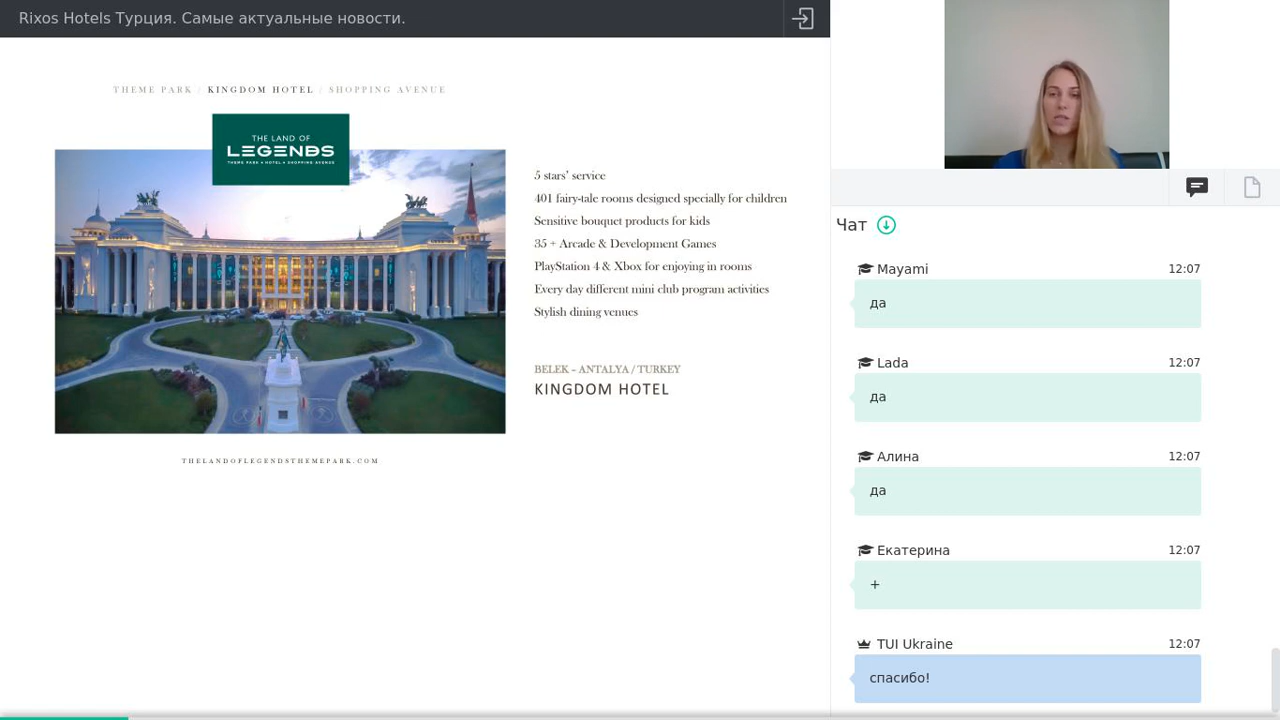 Rixos Hotels Турция. Самые актуальные новости.
THEME PARK / KINGDOM HOTEL / SHOPPING AVENUE
THE LAND OF
LEGENDS
THEME PARK • HOTEL • SHOPPING AVENUE
5 stars' service
401 fairy-tale rooms designed specially for children
Sensitive bouquet products for kids
35 + Arcade & Development Games
PlayStation 4 & Xbox for enjoying in rooms
Every day different mini club program activities
Stylish dining venues
BELEK – ANTALYA / TURKEY
KINGDOM HOTEL
THELANDOFLEGENDSTHEMEPARK.COM
Чат
Mayami 12:07
да
Lada 12:07
да
Алина 12:07
да
Екатерина 12:07
+
TUI Ukraine 12:07
спасибо!